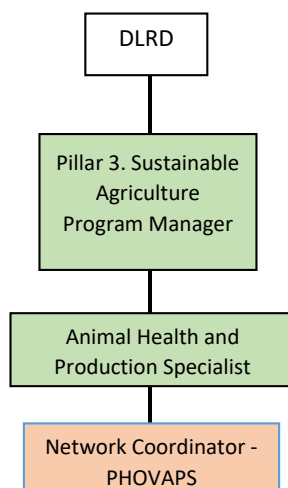 DLRD
Pillar 3. Sustainable
Agriculture
Program Manager
Animal Health and
Production Specialist
Network Coordinator -
PHOVAPS